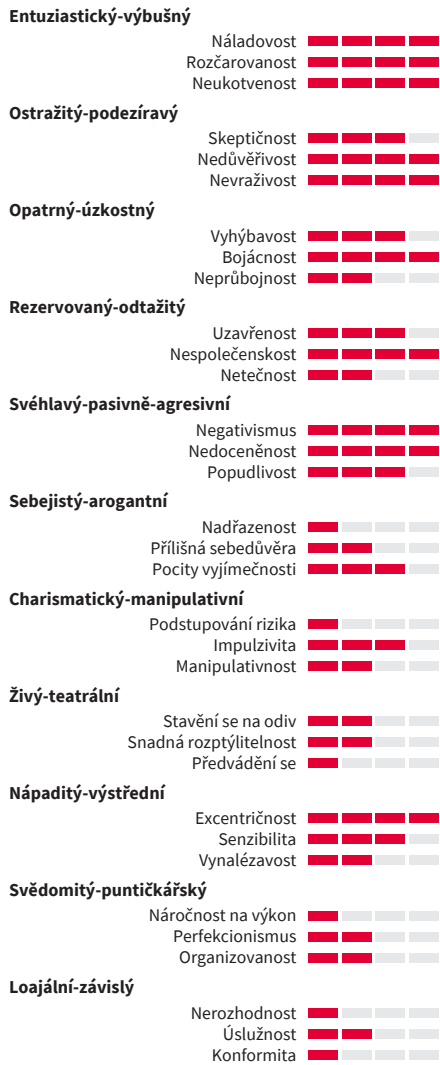 Entuziastický-výbušný
Náladovost
Rozčarovanost
Neukotvenost
Ostražitý-podezíravý
Skeptičnost
Nedůvěřivost
Nevraživost
Opatrný-úzkostný
Vyhýbavost
Bojácnost
Neprůbojnost
Rezervovaný-odtažitý
Uzavřenost
Nespolečenskost
Netečnost
Svéhlavý-pasivně-agresivní
Negativismus
Nedoceněnost
Popudlivost
Sebejistý-arogantní
Nadřazenost
Přílišná sebedůvěra
Pocity vyjímečnosti
Charismatický-manipulativní
Podstupování rizika
Impulzivita
Manipulativnost
Živý-teatrální
Stavění se na odiv
Snadná rozptýlitelnost
Předvádění se
Nápaditý-výstřední
Excentričnost
Senzibilita
Vynalézavost
Svědomitý-puntičkářský
Náročnost na výkon
Perfekcionismus
Organizovanost
Loajální-závislý
Nerozhodnost
Úslužnost
Konformita